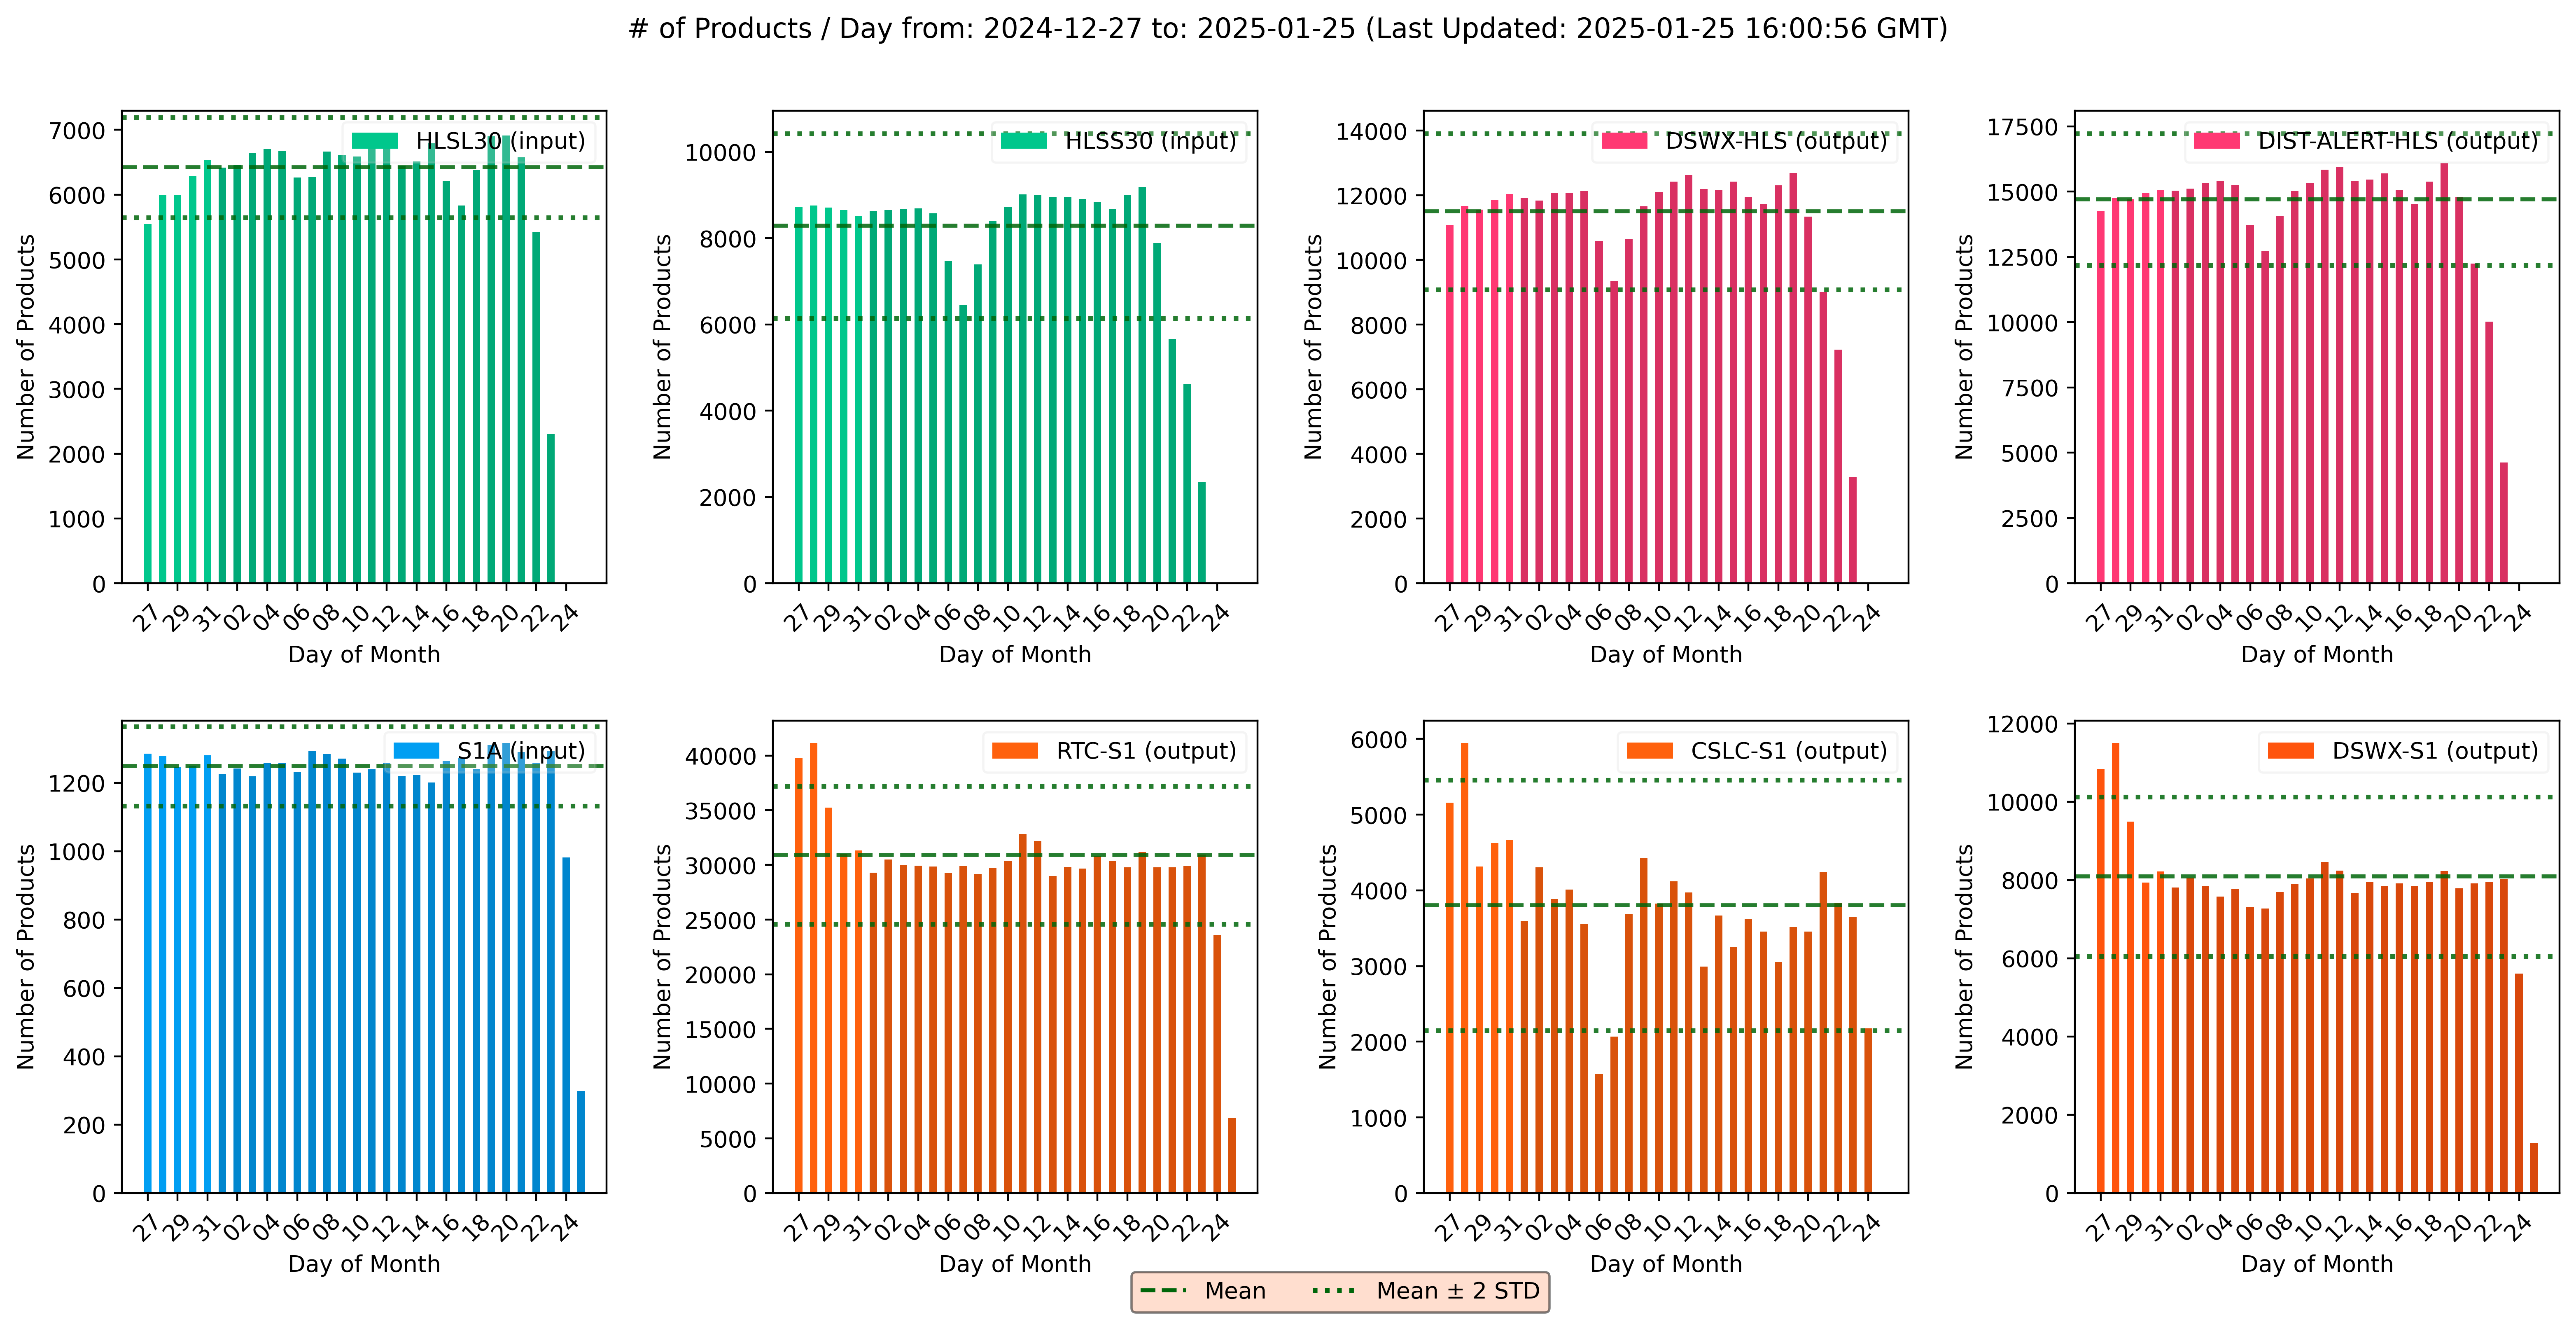 # of Products / Day from: 2024-12-27 to: 2025-01-25 (Last Updated: 2025-01-25 16:00:56 GMT)
HLSL30 (input)
Number of Products
7000
6000
5000
4000
3000
2000
1000
0
27 29 31 02 04 06 08 10 12 14 16 18 20 22 24
Day of Month
HLSS30 (input)
Number of Products
10000
8000
6000
4000
2000
0
27 29 31 02 04 06 08 10 12 14 16 18 20 22 24
Day of Month
DSWX-HLS (output)
Number of Products
14000
12000
10000
8000
6000
4000
2000
0
27 29 31 02 04 06 08 10 12 14 16 18 20 22 24
Day of Month
DIST-ALERT-HLS (output)
Number of Products
17500
15000
12500
10000
7500
5000
2500
0
27 29 31 02 04 06 08 10 12 14 16 18 20 22 24
Day of Month
S1A (input)
Number of Products
1200
1000
800
600
400
200
0
27 29 31 02 04 06 08 10 12 14 16 18 20 22 24
Day of Month
RTC-S1 (output)
Number of Products
40000
35000
30000
25000
20000
15000
10000
5000
0
27 29 31 02 04 06 08 10 12 14 16 18 20 22 24
Day of Month
CSLC-S1 (output)
Number of Products
6000
5000
4000
3000
2000
1000
0
27 29 31 02 04 06 08 10 12 14 16 18 20 22 24
Day of Month
DSWX-S1 (output)
Number of Products
12000
10000
8000
6000
4000
2000
0
27 29 31 02 04 06 08 10 12 14 16 18 20 22 24
Day of Month
Mean
Mean ± 2 STD